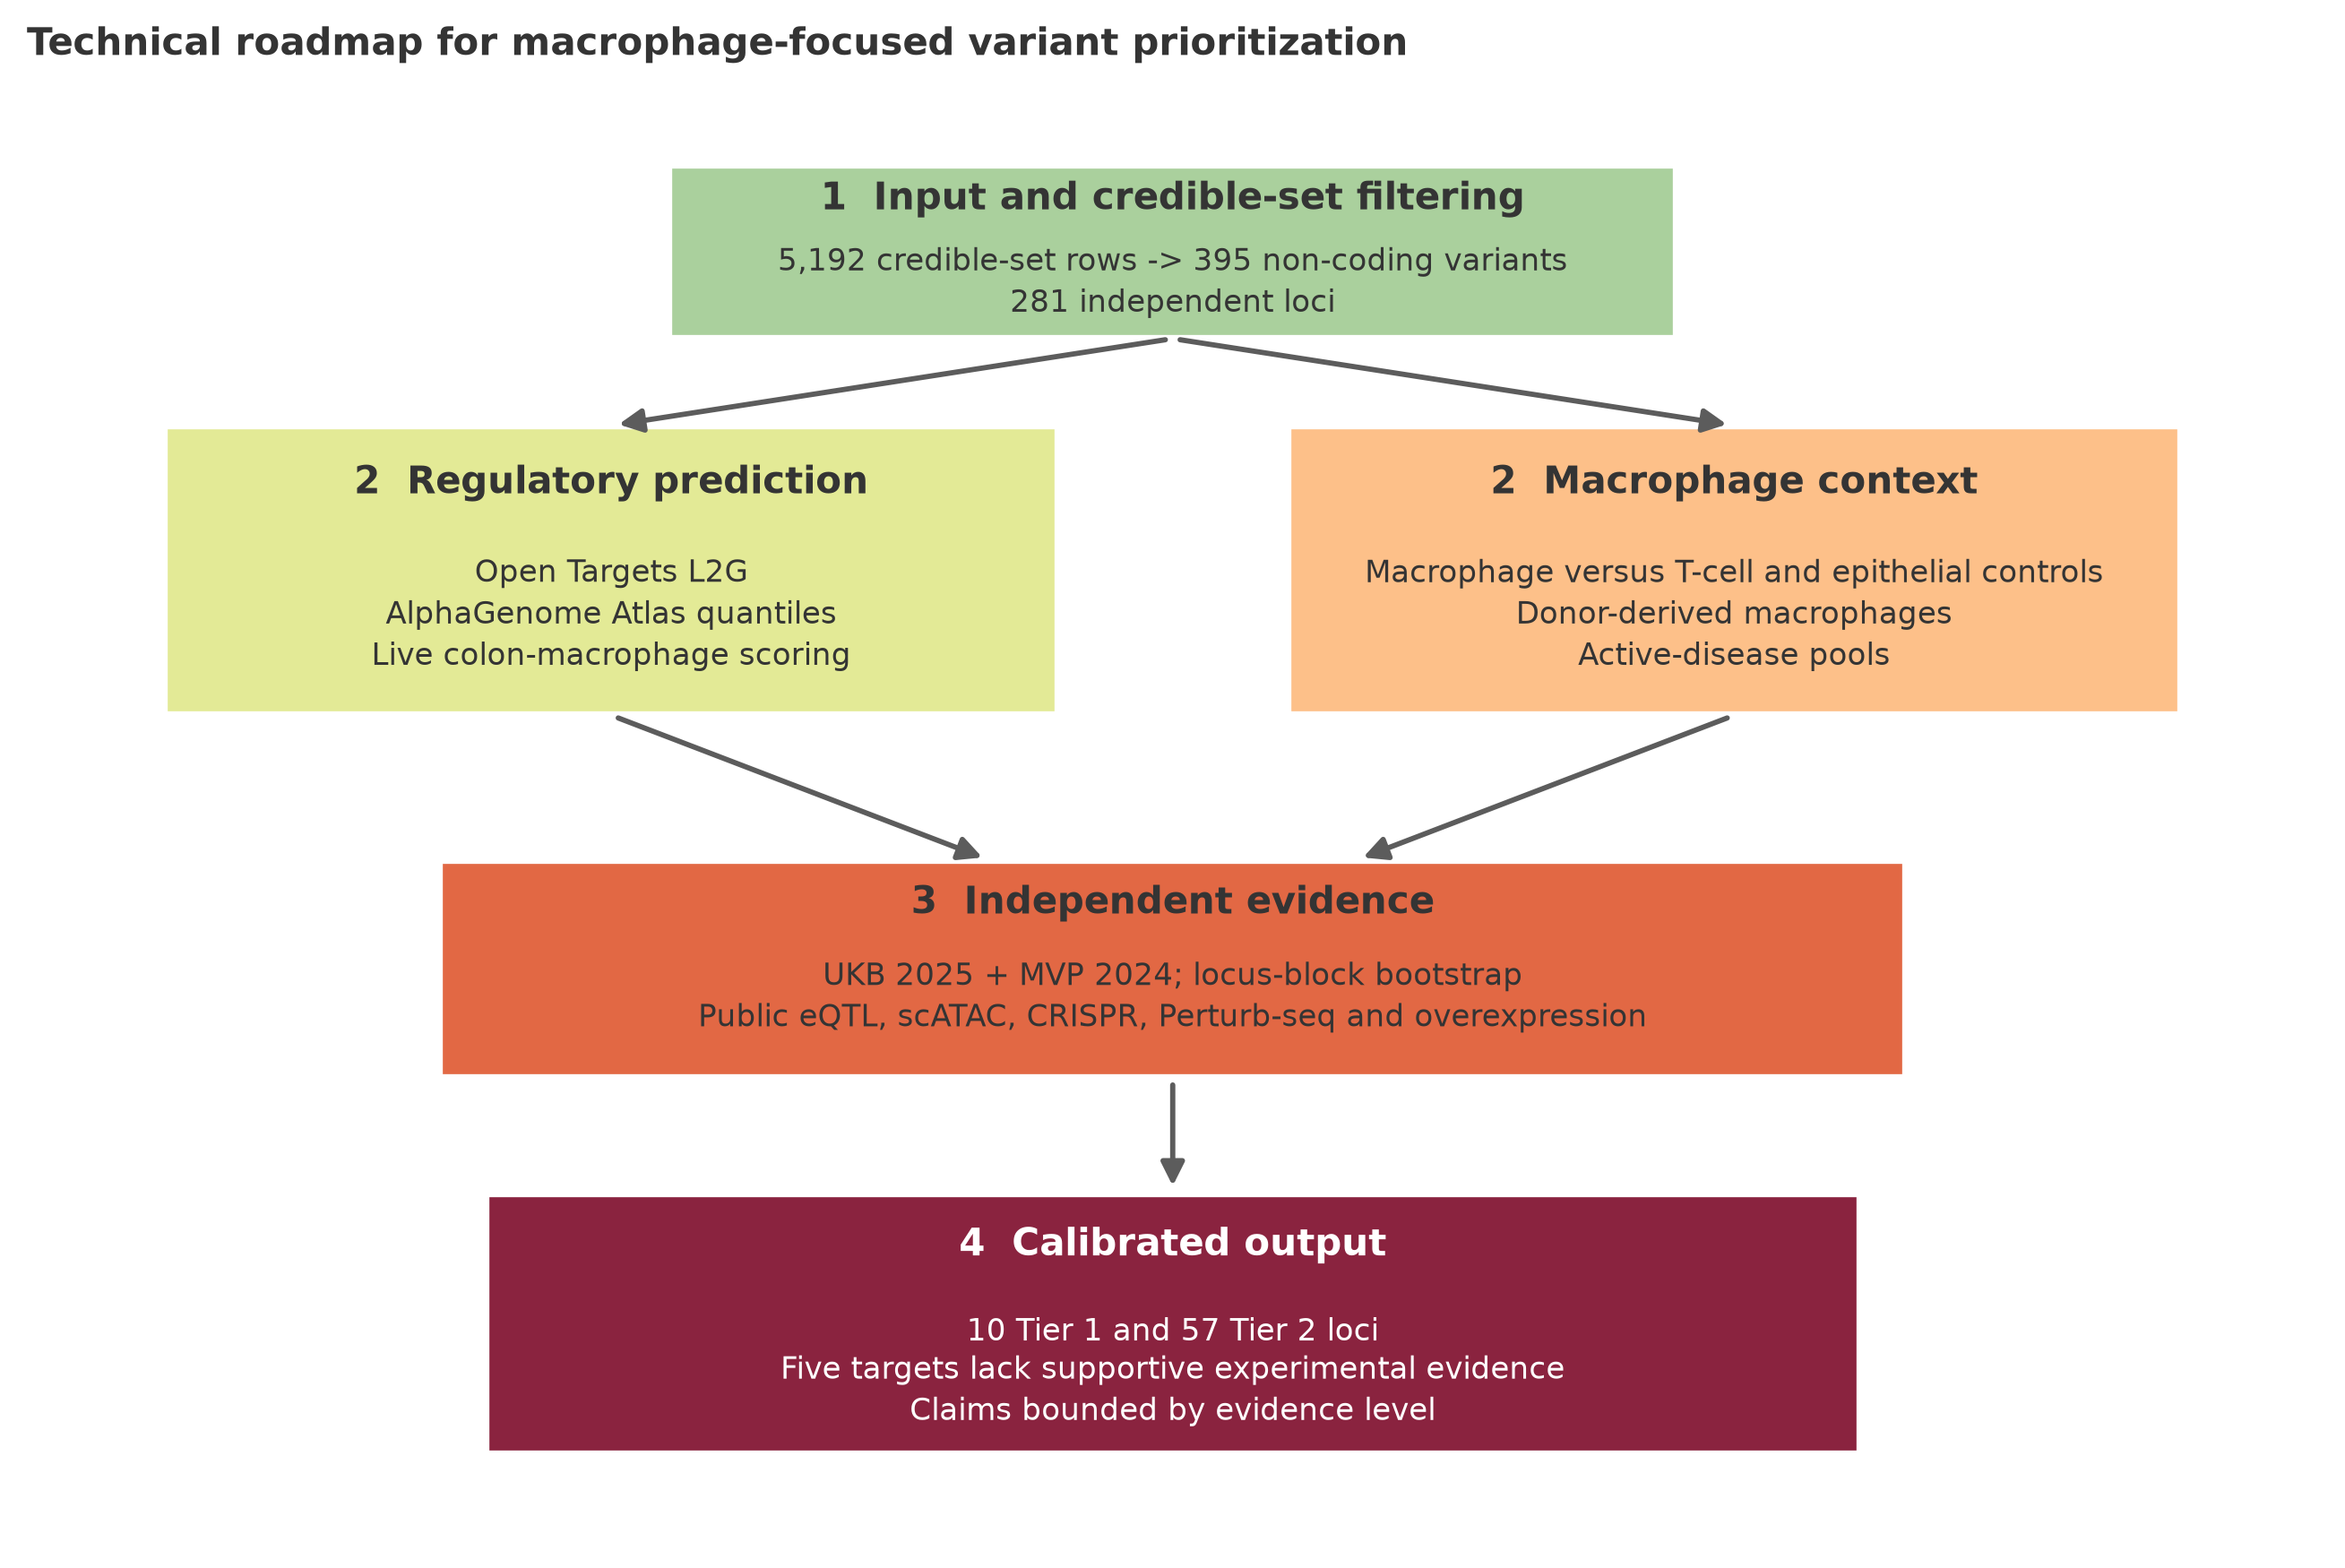 Technical roadmap for macrophage-focused variant prioritization
1 Input and credible-set filtering
5,192 credible-set rows -> 395 non-coding variants
281 independent loci
2 Regulatory prediction
Open Targets L2G
AlphaGenome Atlas quantiles
Live colon-macrophage scoring
2 Macrophage context
Macrophage versus T-cell and epithelial controls
Donor-derived macrophages
Active-disease pools
3 Independent evidence
UKB 2025 + MVP 2024; locus-block bootstrap
Public eQTL, scATAC, CRISPR, Perturb-seq and overexpression
4 Calibrated output
10 Tier 1 and 57 Tier 2 loci
Five targets lack supportive experimental evidence
Claims bounded by evidence level